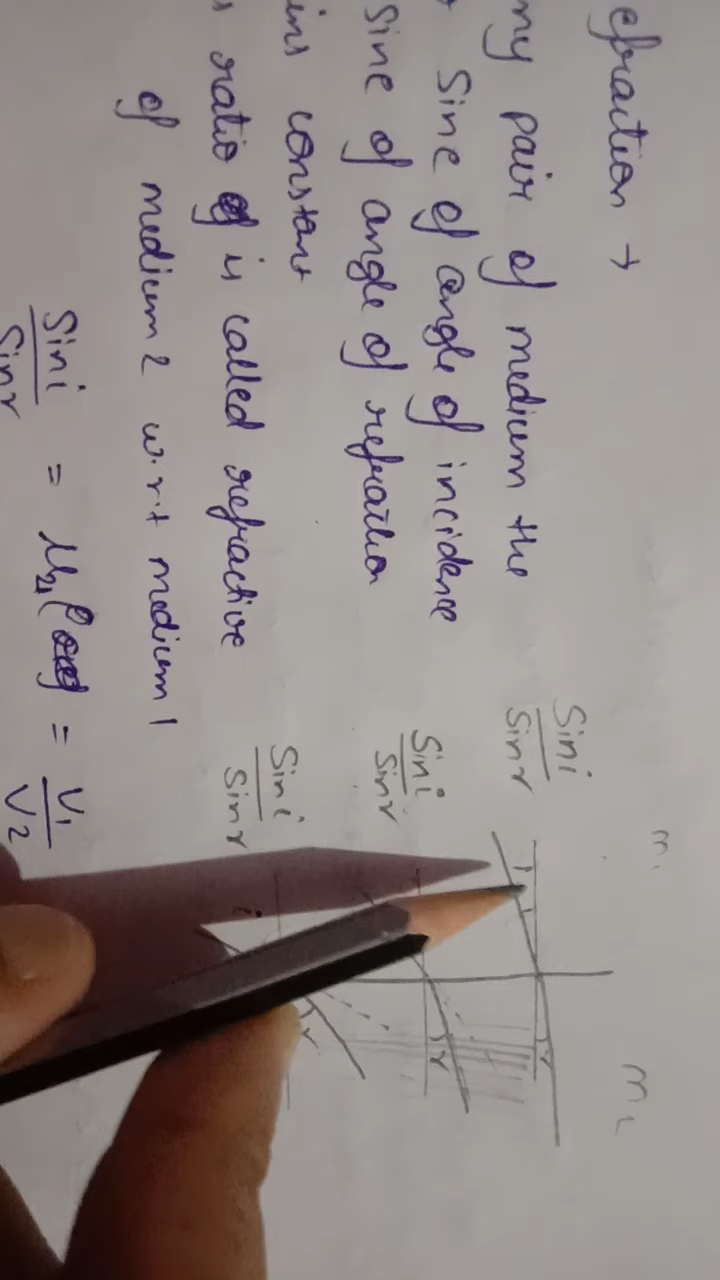 efraction →
ny pair of medium the
Sine of angle of incidence
Sine of angle of refraction
ins constant
s ratio is called refractive
of medium 2 w.r.t medium 1
Sin i / Sin r = μ21 = V1 / V2
M1
M2
Sin i / Sin r
Sin i / Sin r
Sin i / Sin r
i
r
r
r